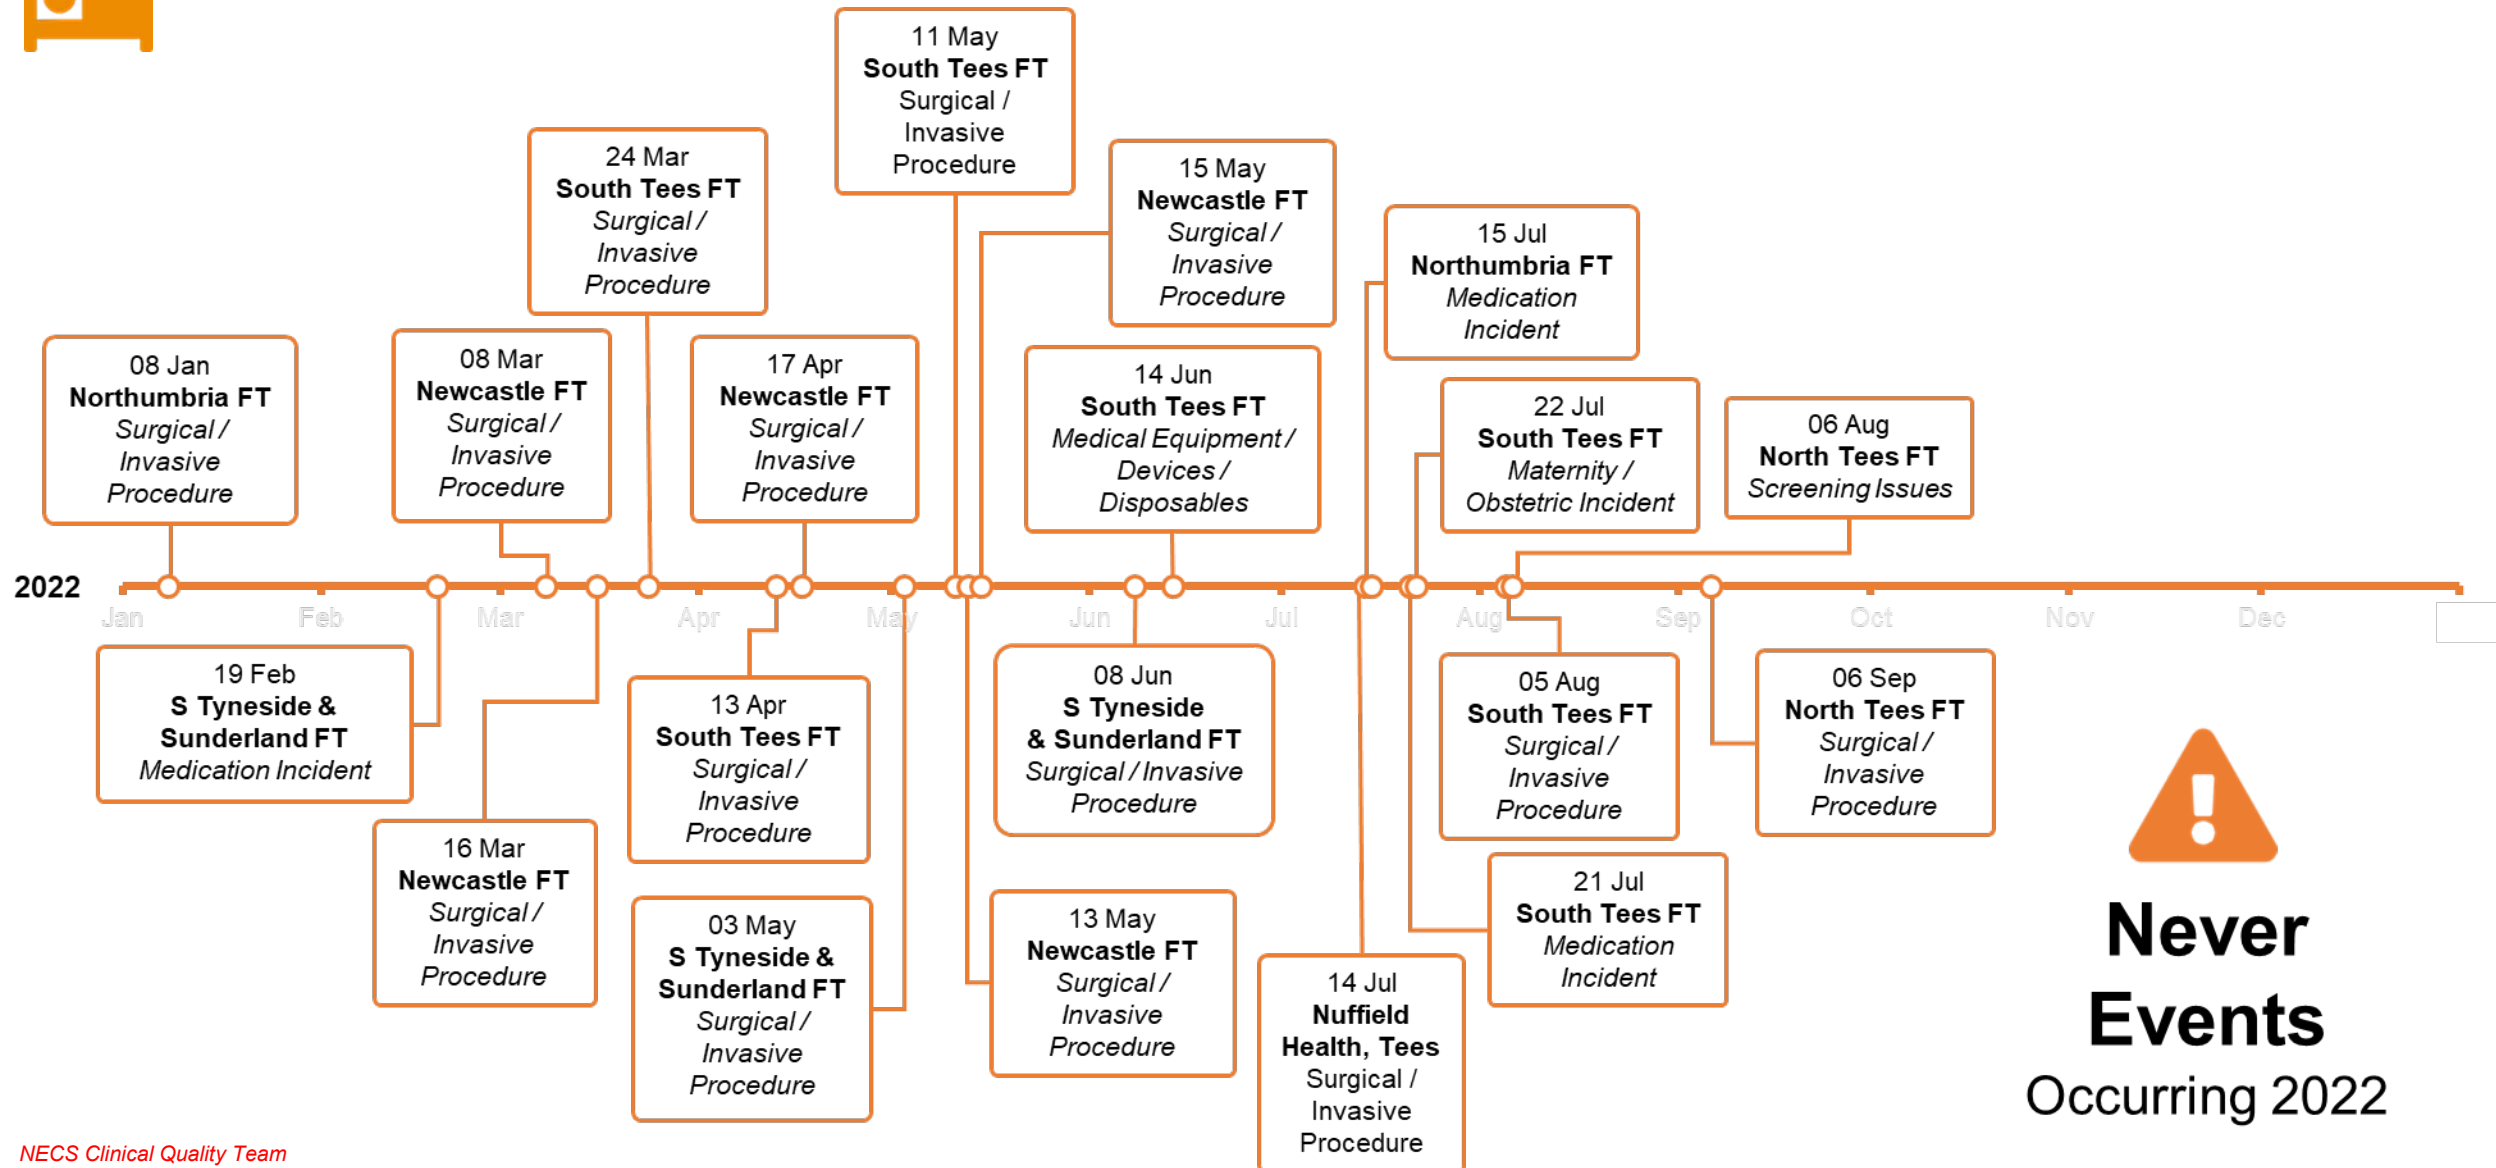 11 May
South Tees FT
Surgical /
Invasive
Procedure
24 Mar
South Tees FT
Surgical /
Invasive
Procedure
15 May
Newcastle FT
Surgical /
Invasive
Procedure
15 Jul
Northumbria FT
Medication
Incident
08 Jan
Northumbria FT
Surgical /
Invasive
Procedure
08 Mar
Newcastle FT
Surgical /
Invasive
Procedure
17 Apr
Newcastle FT
Surgical /
Invasive
Procedure
14 Jun
South Tees FT
Medical Equipment /
Devices /
Disposables
22 Jul
South Tees FT
Maternity /
Obstetric Incident
06 Aug
North Tees FT
Screening Issues
2022
Jan Feb Mar Apr May Jun Jul Aug Sep Oct Nov Dec
19 Feb
S Tyneside &
Sunderland FT
Medication Incident
16 Mar
Newcastle FT
Surgical /
Invasive
Procedure
13 Apr
South Tees FT
Surgical /
Invasive
Procedure
03 May
S Tyneside &
Sunderland FT
Surgical /
Invasive
Procedure
08 Jun
S Tyneside
& Sunderland FT
Surgical / Invasive
Procedure
13 May
Newcastle FT
Surgical /
Invasive
Procedure
14 Jul
Nuffield
Health, Tees
Surgical /
Invasive
Procedure
05 Aug
South Tees FT
Surgical /
Invasive
Procedure
21 Jul
South Tees FT
Medication
Incident
06 Sep
North Tees FT
Surgical /
Invasive
Procedure
Never
Events
Occurring 2022
NECS Clinical Quality Team